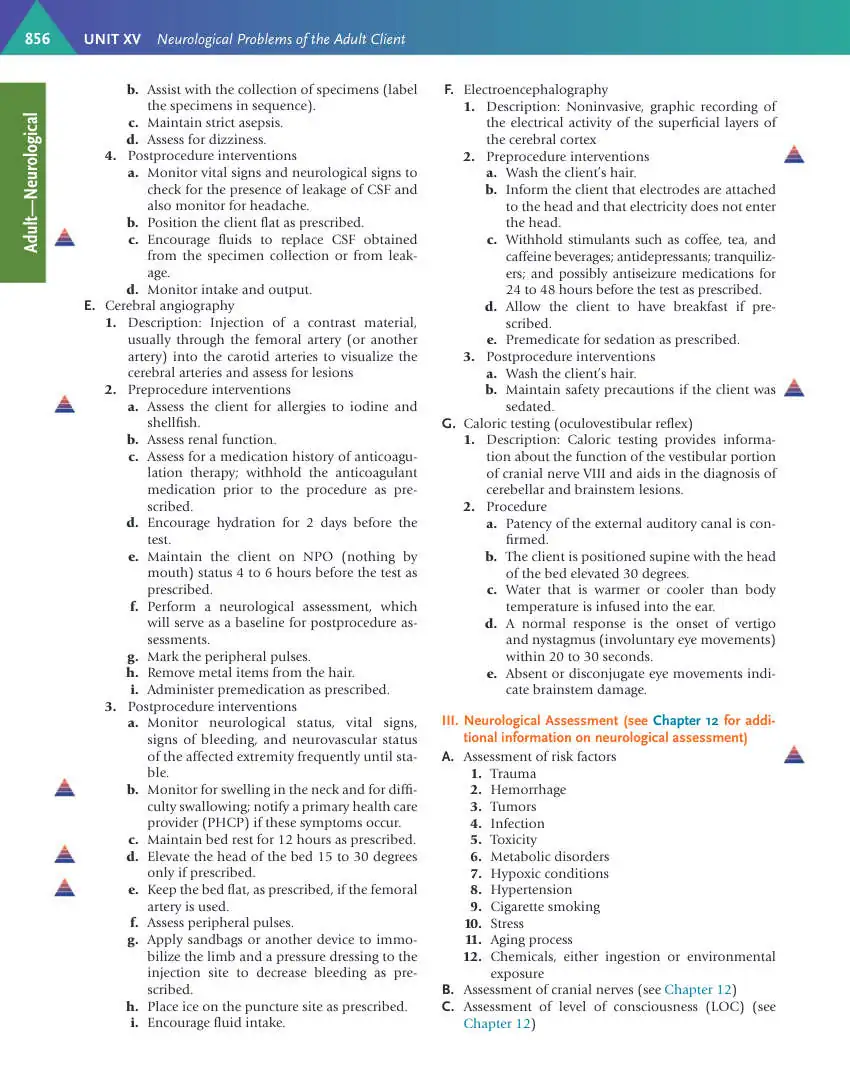 856
UNIT XV Neurological Problems of the Adult Client
Adult—Neurological
b. Assist with the collection of specimens (label
the specimens in sequence).
c. Maintain strict asepsis.
d. Assess for dizziness.
4. Postprocedure interventions
a. Monitor vital signs and neurological signs to
check for the presence of leakage of CSF and
also monitor for headache.
b. Position the client flat as prescribed.
c. Encourage fluids to replace CSF obtained
from the specimen collection or from leak-
age.
d. Monitor intake and output.
E. Cerebral angiography
1. Description: Injection of a contrast material,
usually through the femoral artery (or another
artery) into the carotid arteries to visualize the
cerebral arteries and assess for lesions
2. Preprocedure interventions
a. Assess the client for allergies to iodine and
shellfish.
b. Assess renal function.
c. Assess for a medication history of anticoagu-
lation therapy; withhold the anticoagulant
medication prior to the procedure as pre-
scribed.
d. Encourage hydration for 2 days before the
test.
e. Maintain the client on NPO (nothing by
mouth) status 4 to 6 hours before the test as
prescribed.
f. Perform a neurological assessment, which
will serve as a baseline for postprocedure as-
sessments.
g. Mark the peripheral pulses.
h. Remove metal items from the hair.
i. Administer premedication as prescribed.
3. Postprocedure interventions
a. Monitor neurological status, vital signs,
signs of bleeding, and neurovascular status
of the affected extremity frequently until sta-
ble.
b. Monitor for swelling in the neck and for diffi-
culty swallowing; notify a primary health care
provider (PHCP) if these symptoms occur.
c. Maintain bed rest for 12 hours as prescribed.
d. Elevate the head of the bed 15 to 30 degrees
only if prescribed.
e. Keep the bed flat, as prescribed, if the femoral
artery is used.
f. Assess peripheral pulses.
g. Apply sandbags or another device to immo-
bilize the limb and a pressure dressing to the
injection site to decrease bleeding as pre-
scribed.
h. Place ice on the puncture site as prescribed.
i. Encourage fluid intake.
F. Electroencephalography
1. Description: Noninvasive, graphic recording of
the electrical activity of the superficial layers of
the cerebral cortex
2. Preprocedure interventions
a. Wash the client's hair.
b. Inform the client that electrodes are attached
to the head and that electricity does not enter
the head.
c. Withhold stimulants such as coffee, tea, and
caffeine beverages; antidepressants; tranquiliz-
ers; and possibly antiseizure medications for
24 to 48 hours before the test as prescribed.
d. Allow the client to have breakfast if pre-
scribed.
e. Premedicate for sedation as prescribed.
3. Postprocedure interventions
a. Wash the client's hair.
b. Maintain safety precautions if the client was
sedated.
G. Caloric testing (oculovestibular reflex)
1. Description: Caloric testing provides informa-
tion about the function of the vestibular portion
of cranial nerve VIII and aids in the diagnosis of
cerebellar and brainstem lesions.
2. Procedure
a. Patency of the external auditory canal is con-
firmed.
b. The client is positioned supine with the head
of the bed elevated 30 degrees.
c. Water that is warmer or cooler than body
temperature is infused into the ear.
d. A normal response is the onset of vertigo
and nystagmus (involuntary eye movements)
within 20 to 30 seconds.
e. Absent or disconjugate eye movements indi-
cate brainstem damage.
III. Neurological Assessment (see Chapter 12 for addi-
tional information on neurological assessment)
A. Assessment of risk factors
1. Trauma
2. Hemorrhage
3. Tumors
4. Infection
5. Toxicity
6. Metabolic disorders
7. Hypoxic conditions
8. Hypertension
9. Cigarette smoking
10. Stress
11. Aging process
12. Chemicals, either ingestion or environmental
exposure
B. Assessment of cranial nerves (see Chapter 12)
C. Assessment of level of consciousness (LOC) (see
Chapter 12)